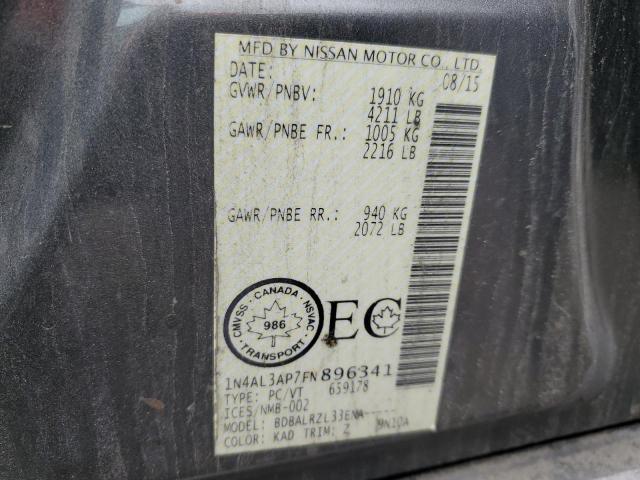 MFD BY NISSAN MOTOR CO., LTD.
DATE: 08/15
GVWR/PNBV: 1910 KG
4211 LB
GAWR/PNBE FR.: 1005 KG
2216 LB
GAWR/PNBE RR.: 940 KG
2072 LB
CMVSS · CANADA · NSVAC
986
TRANSPORT
EC
1N4AL3AP7FN896341
TYPE: PC/VT 659178
ICES/NMB-002
MODEL: BDBALRZL33ENA-----
COLOR: KAD TRIM: Z 9N10A